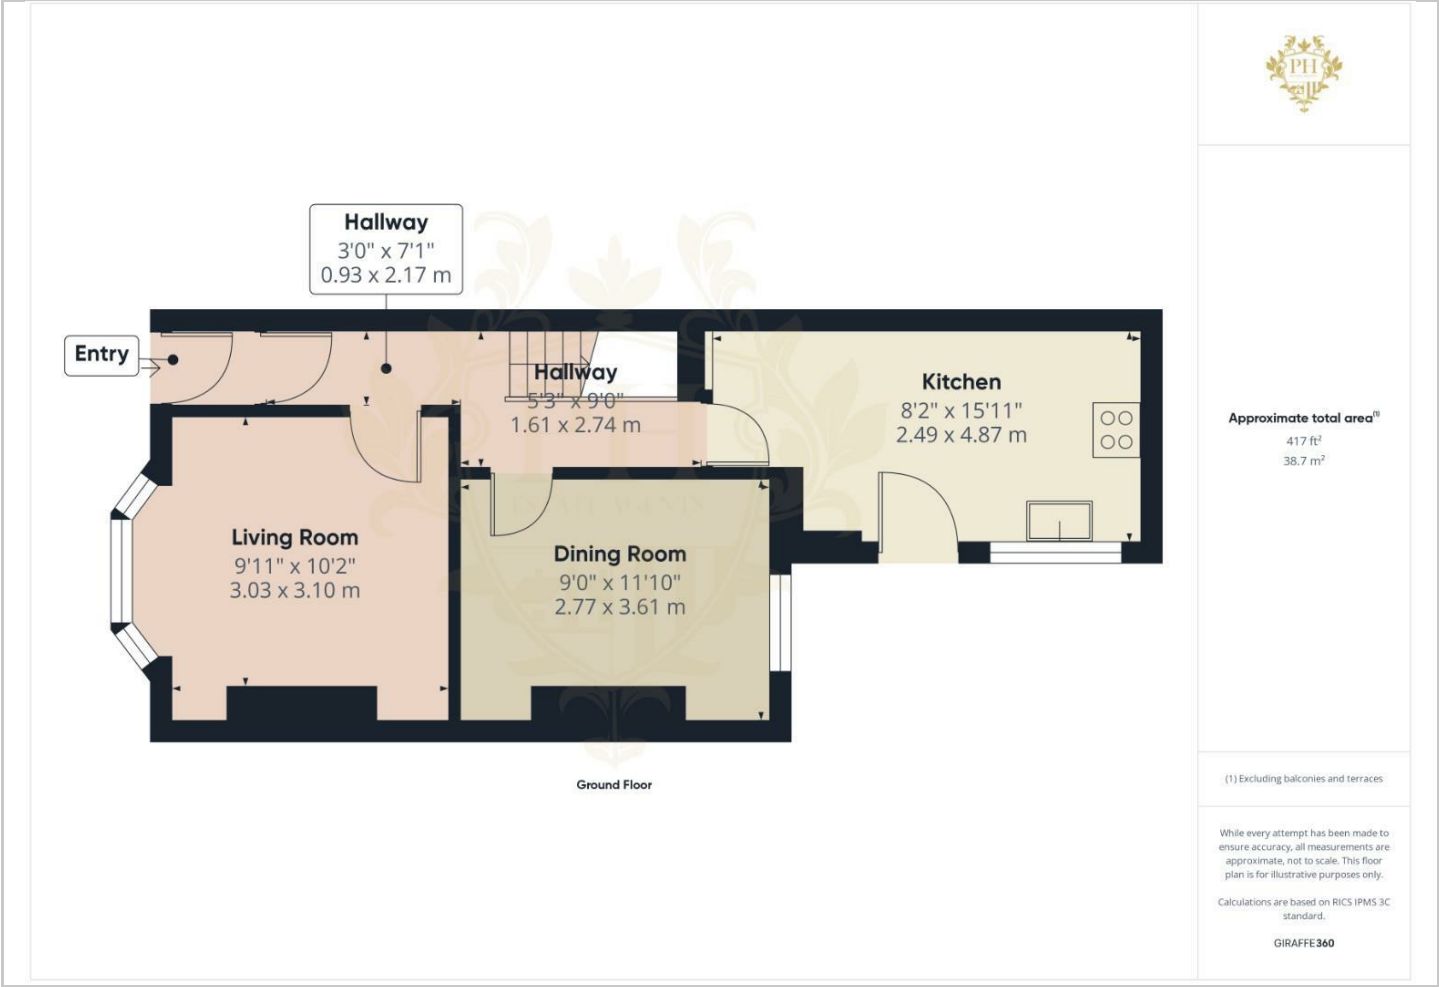 PH
Hallway
3'0" x 7'1"
0.93 x 2.17 m
Entry
Hallway
5'3" x 9'0"
1.61 x 2.74 m
Kitchen
8'2" x 15'11"
2.49 x 4.87 m
Living Room
9'11" x 10'2"
3.03 x 3.10 m
Dining Room
9'0" x 11'10"
2.77 x 3.61 m
PH
ESTATE AGENTS
Ground Floor
Approximate total area(1)
417 ft²
38.7 m²
(1) Excluding balconies and terraces
While every attempt has been made to
ensure accuracy, all measurements are
approximate, not to scale. This floor
plan is for illustrative purposes only.
Calculations are based on RICS IPMS 3C
standard.
GIRAFFE360